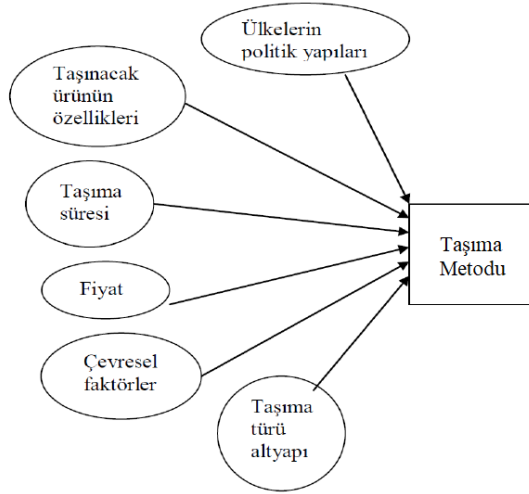 Ülkelerin
politik yapıları
Taşınacak
ürünün
özellikleri
Taşıma
süresi
Taşıma
Metodu
Fiyat
Çevresel
faktörler
Taşıma
türü
altyapı